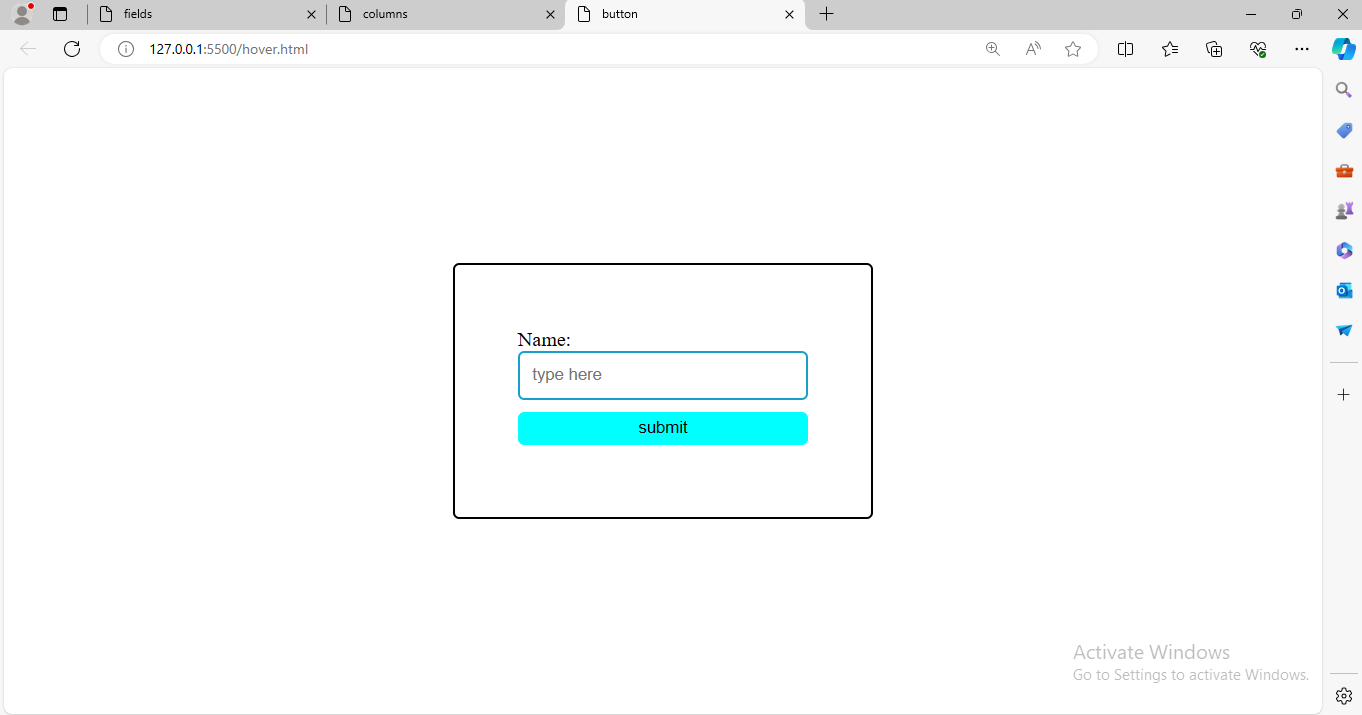 fields
columns
button
127.0.0.1:5500/hover.html
Name:
type here
submit
Activate Windows
Go to Settings to activate Windows.